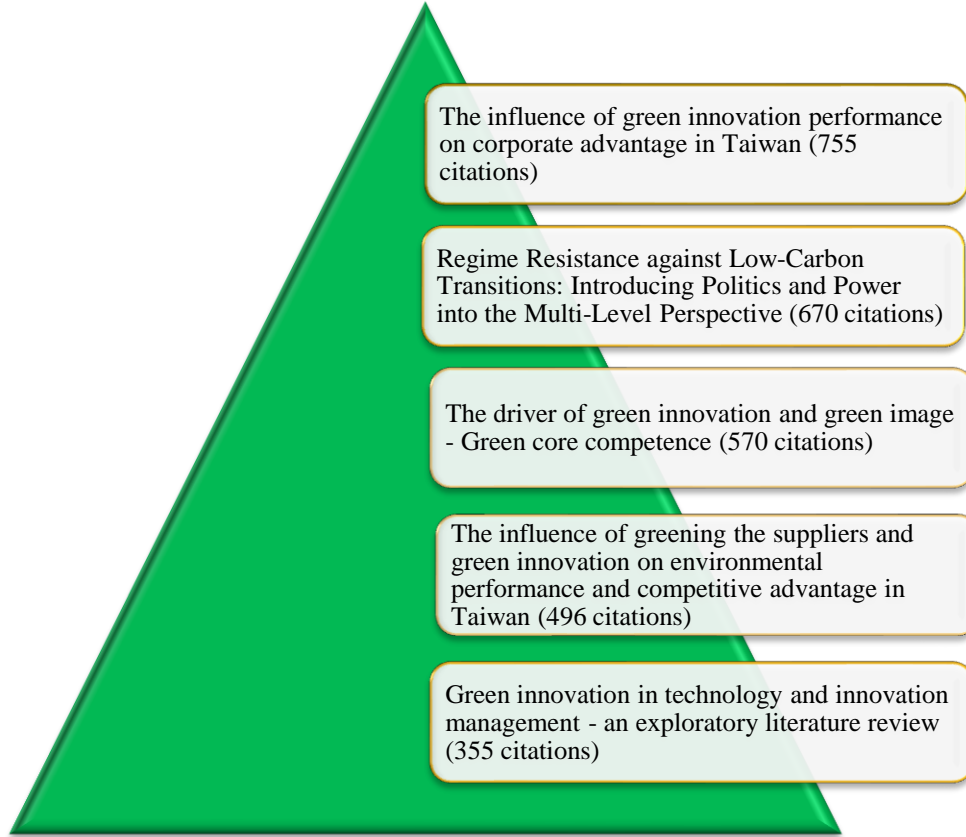 The influence of green innovation performance
on corporate advantage in Taiwan (755
citations)
Regime Resistance against Low-Carbon
Transitions: Introducing Politics and Power
into the Multi-Level Perspective (670 citations)
The driver of green innovation and green image
- Green core competence (570 citations)
The influence of greening the suppliers and
green innovation on environmental
performance and competitive advantage in
Taiwan (496 citations)
Green innovation in technology and innovation
management - an exploratory literature review
(355 citations)